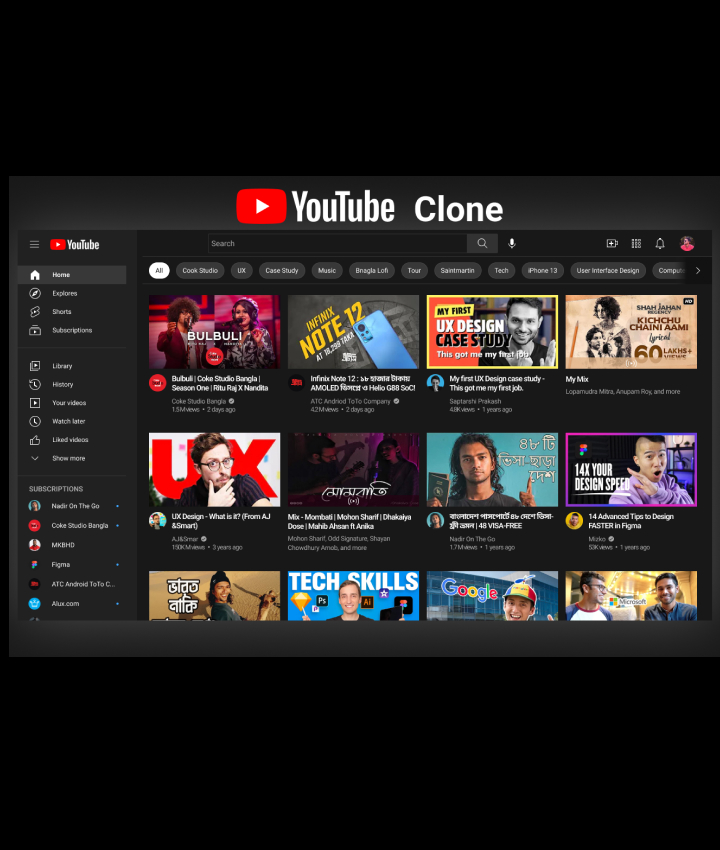 YouTube Clone
YouTube
Search
Home
Explores
Shorts
Subscriptions
Library
History
Your videos
Watch later
Liked videos
Show more
SUBSCRIPTIONS
Nadir On The Go
Coke Studio Bangla
MKBHD
Figma
ATC Android ToTo C...
Alux.com
All
Cook Studio
UX
Case Study
Music
Bnagla Lofi
Tour
Saintmartin
Tech
iPhone 13
User Interface Design
Compu
BULBULI
INFINIX
NOTE 12
AT 18,299 TAKA
MY FIRST
UX DESIGN
CASE STUDY
This got me my first job.
HD
SHAH JAHAN
REGENCY
KICHCHU
CHAINI AAMI
lyrical
60 LAKHS+
VIEWS
Bulbuli | Coke Studio Bangla |
Season One | Ritu Raj X Nandita
Coke Studio Bangla
1.5M views • 2 days ago
Infinix Note 12 : ১৮ হাজার টাকায়
AMOLED ডিসপ্লে ও Helio G88 SoC!
ATC Andriod ToTo Company
4.2M views • 2 days ago
My first UX Design case study -
This got me my first job.
Saptarshi Prakash
48K views • 1 years ago
My Mix
Lopamudra Mitra, Anupam Roy, and more
UX
মোমবাতি
৪৮ টি
ভিসা-ছাড়া
দেশ
14X YOUR
DESIGN SPEED
UX Design - What is it? (From AJ
&Smart)
AJ&Smar
150K M views • 3 years ago
Mix - Mombati | Mohon Sharif | Dhakaiya
Dose | Mahib Ahsan ft Anika
Mohon Sharif, Odd Signature, Shayan
Chowdhury Arnob, and more
বাংলাদেশ পাসপোর্টে ৪৮ দেশে ভিসা-
ফ্রী ভ্রমন | 48 VISA-FREE
Nadir On The Go
1.7M views • 1 years ago
14 Advanced Tips to Design
FASTER in Figma
Mizko
53K views • 1 years ago
ভারত
নাকি
TECH SKILLS
Ps
Ai
Google
Microsoft